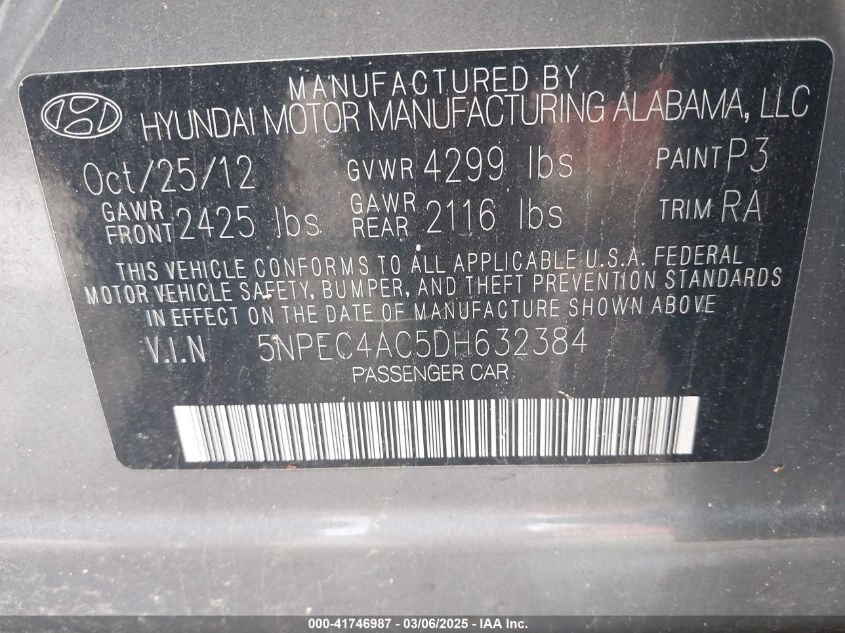 MANUFACTURED BY
HYUNDAI MOTOR MANUFACTURING ALABAMA, LLC
Oct/25/12 GVWR 4299 lbs PAINT P3
GAWR FRONT 2425 lbs GAWR REAR 2116 lbs TRIM RA
THIS VEHICLE CONFORMS TO ALL APPLICABLE U.S.A. FEDERAL
MOTOR VEHICLE SAFETY, BUMPER, AND THEFT PREVENTION STANDARDS
IN EFFECT ON THE DATE OF MANUFACTURE SHOWN ABOVE
V.I.N 5NPEC4AC5DH632384
PASSENGER CAR
000-41746987 - 03/06/2025 - IAA Inc.